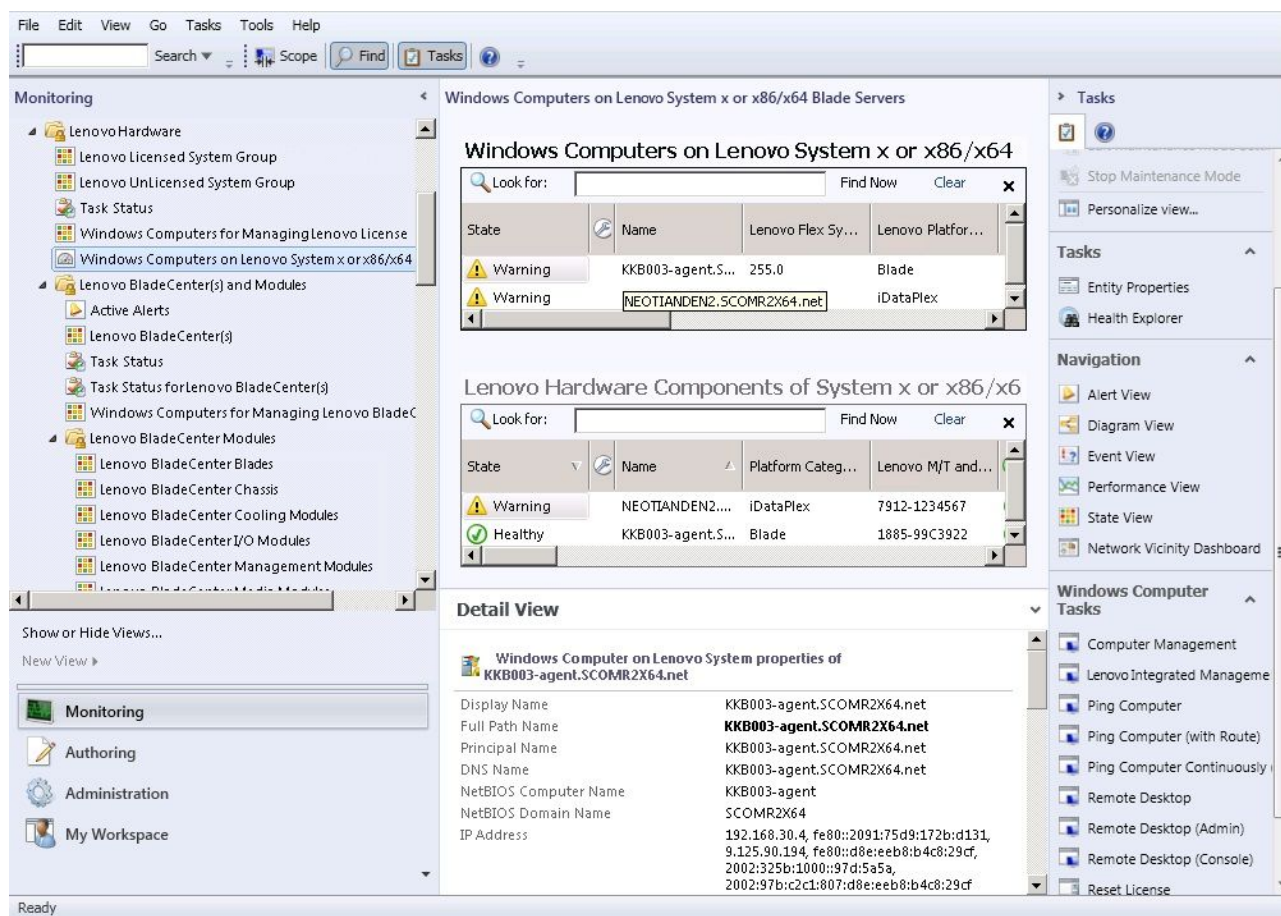 File Edit View Go Tasks Tools Help
Search Scope Find Tasks
Monitoring
Lenovo Hardware
Lenovo Licensed System Group
Lenovo UnLicensed System Group
Task Status
Windows Computers for Managing Lenovo License
Windows Computers on Lenovo System x or x86/x64
Lenovo BladeCenter(s) and Modules
Active Alerts
Lenovo BladeCenter(s)
Task Status
Task Status for Lenovo BladeCenter(s)
Windows Computers for Managing Lenovo BladeC
Lenovo BladeCenter Modules
Lenovo BladeCenter Blades
Lenovo BladeCenter Chassis
Lenovo BladeCenter Cooling Modules
Lenovo BladeCenter I/O Modules
Lenovo BladeCenter Management Modules
Show or Hide Views...
New View
Monitoring
Authoring
Administration
My Workspace
Ready
Windows Computers on Lenovo System x or x86/x64 Blade Servers
Windows Computers on Lenovo System x or x86/x64
Look for: Find Now Clear
State Name Lenovo Flex Sy... Lenovo Platfor...
Warning KKB003-agent.S... 255.0 Blade
Warning NEOTIANDEN2.SCOMR2X64.net iDataPlex
Lenovo Hardware Components of System x or x86/x6
Look for: Find Now Clear
State Name Platform Categ... Lenovo M/T and...
Warning NEOTIANDEN2.... iDataPlex 7912-1234567
Healthy KKB003-agent.S... Blade 1885-99C3922
Detail View
Windows Computer on Lenovo System properties of
KKB003-agent.SCOMR2X64.net
Display Name KKB003-agent.SCOMR2X64.net
Full Path Name KKB003-agent.SCOMR2X64.net
Principal Name KKB003-agent.SCOMR2X64.net
DNS Name KKB003-agent.SCOMR2X64.net
NetBIOS Computer Name KKB003-agent
NetBIOS Domain Name SCOMR2X64
IP Address 192.168.30.4, fe80::2091:75d9:172b:d131,
9.125.90.194, fe80::d8e:eeb8:b4c8:29cf,
2002:325b:1000::97d:5a5a,
2002:97b:c2c1:807:d8e:eeb8:b4c8:29cf
Tasks
Stop Maintenance Mode
Personalize view...
Tasks
Entity Properties
Health Explorer
Navigation
Alert View
Diagram View
Event View
Performance View
State View
Network Vicinity Dashboard
Windows Computer
Tasks
Computer Management
Lenovo Integrated Manageme
Ping Computer
Ping Computer (with Route)
Ping Computer Continuously
Remote Desktop
Remote Desktop (Admin)
Remote Desktop (Console)
Reset License